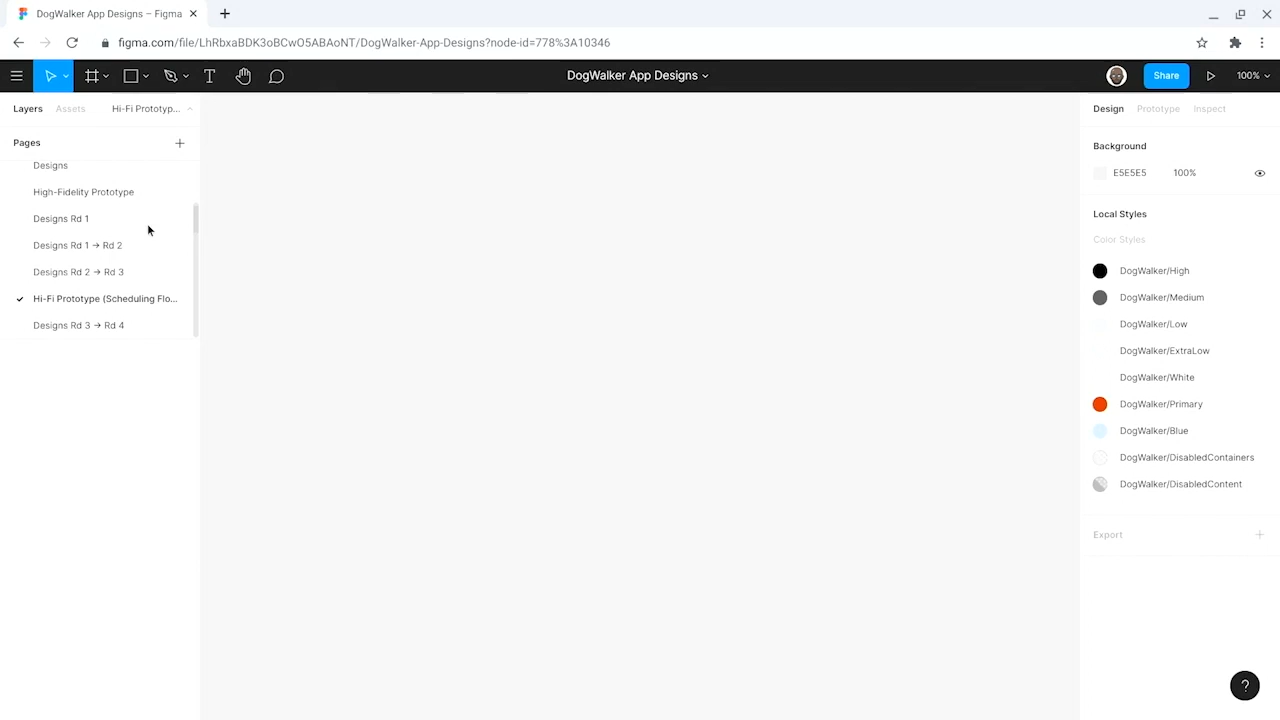 DogWalker App Designs – Figma
figma.com/file/LhRbxaBDK3oBCwO5ABAoNT/DogWalker-App-Designs?node-id=778%3A10346
DogWalker App Designs
Share
100%
Layers
Assets
Hi-Fi Prototyp...
Design
Prototype
Inspect
Pages
Designs
High-Fidelity Prototype
Designs Rd 1
Designs Rd 1 → Rd 2
Designs Rd 2 → Rd 3
Hi-Fi Prototype (Scheduling Flo...
Designs Rd 3 → Rd 4
Background
E5E5E5
100%
Local Styles
Color Styles
DogWalker/High
DogWalker/Medium
DogWalker/Low
DogWalker/ExtraLow
DogWalker/White
DogWalker/Primary
DogWalker/Blue
DogWalker/DisabledContainers
DogWalker/DisabledContent
Export
?